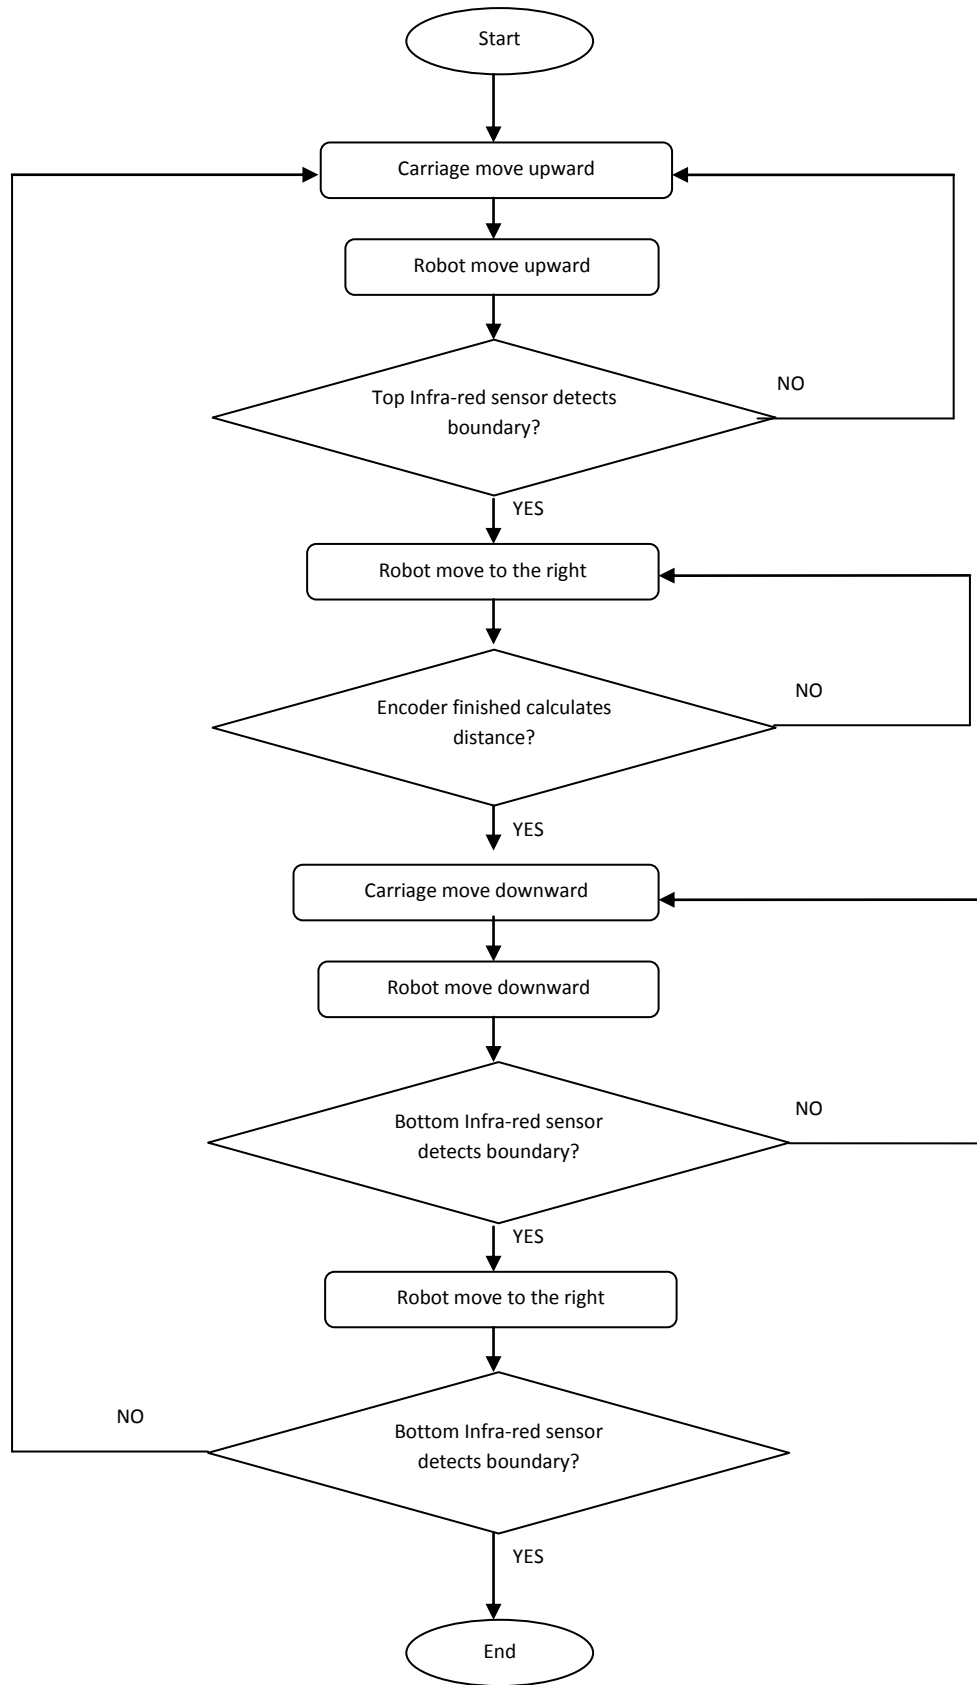 Start
Carriage move upward
Robot move upward
Top Infra-red sensor detects
boundary?
NO
YES
Robot move to the right
Encoder finished calculates
distance?
NO
YES
Carriage move downward
Robot move downward
Bottom Infra-red sensor
detects boundary?
NO
YES
Robot move to the right
Bottom Infra-red sensor
detects boundary?
NO
YES
End